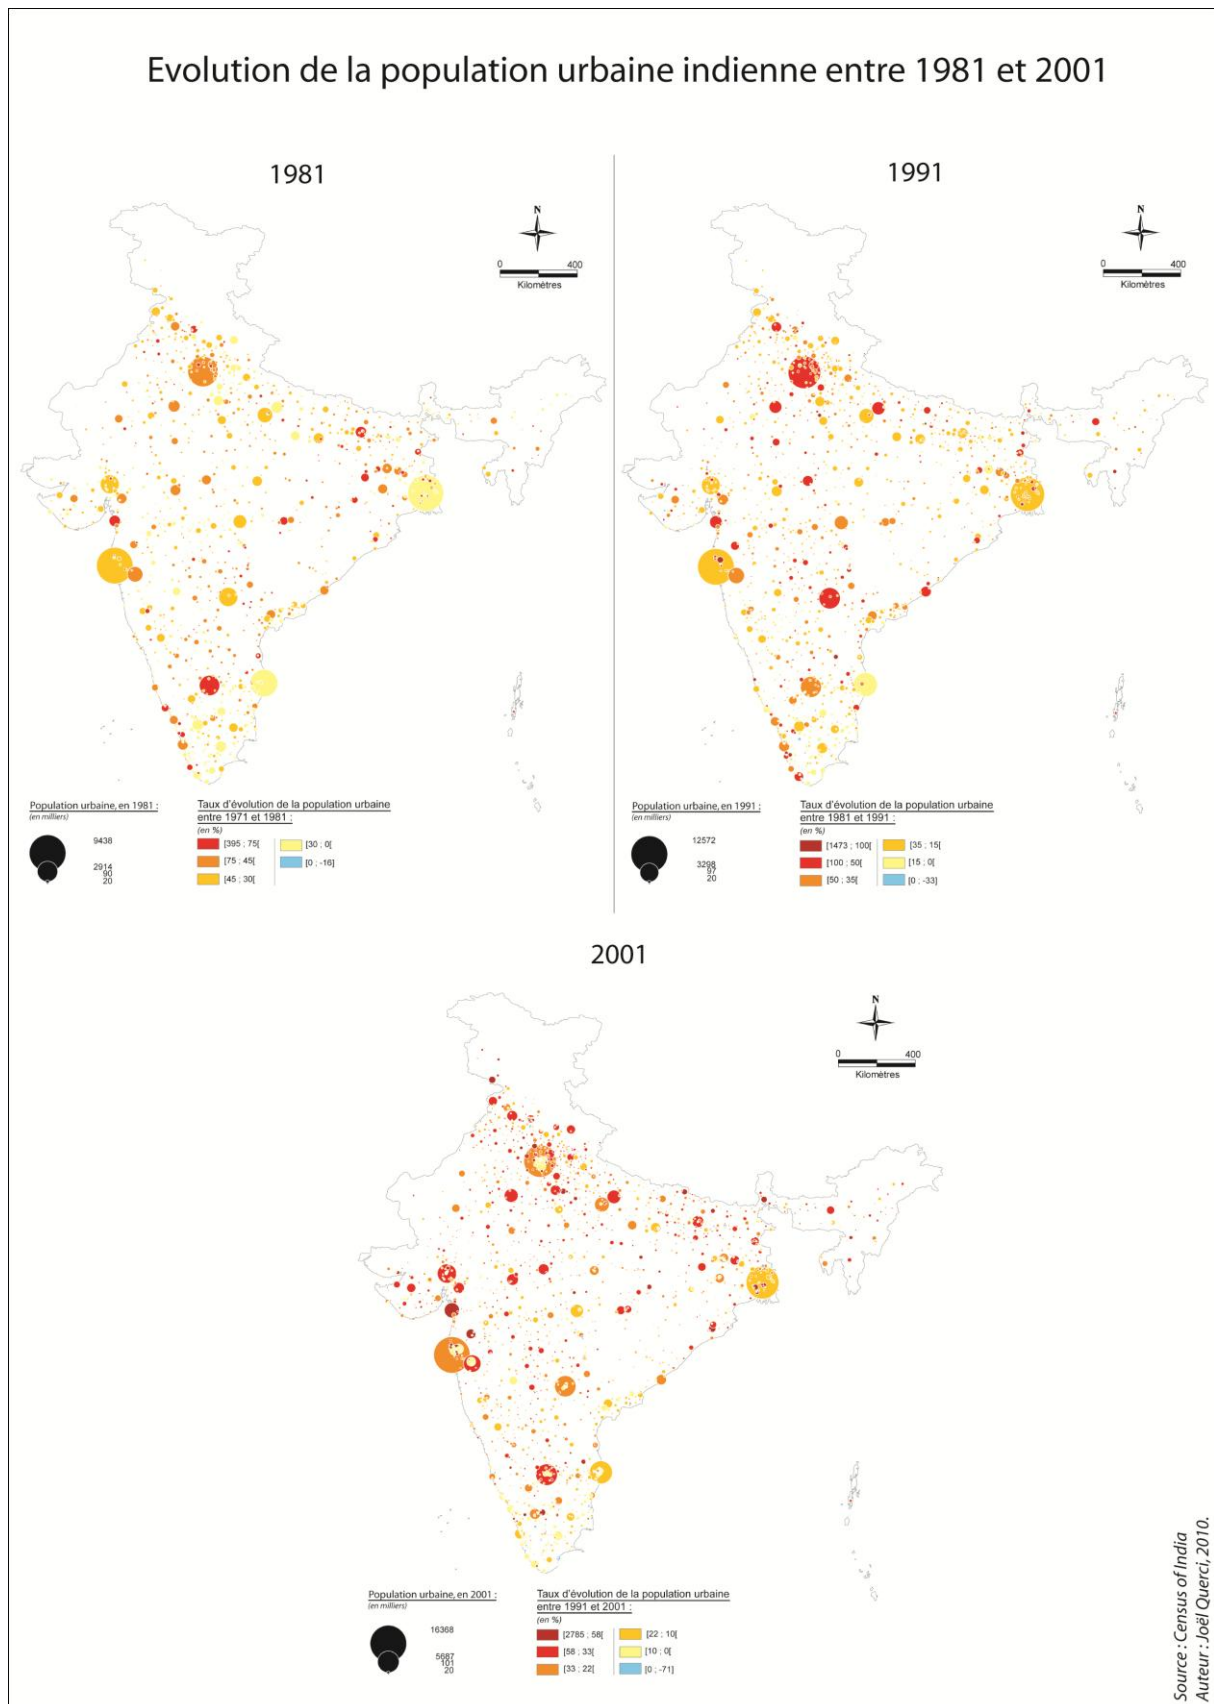 Evolution de la population urbaine indienne entre 1981 et 2001
1981
N
0 400
Kilomètres
Population urbaine, en 1981 :
(en milliers)
9438
2914
90
20
Taux d'évolution de la population urbaine
entre 1971 et 1981 :
(en %)
[395 ; 75[
[75 ; 45[
[45 ; 30[
[30 ; 0[
[0 ; -16]
1991
N
0 400
Kilomètres
Population urbaine, en 1991 :
(en milliers)
12572
3298
97
20
Taux d'évolution de la population urbaine
entre 1981 et 1991 :
(en %)
[1473 ; 100[
[100 ; 50[
[50 ; 35[
[35 ; 15[
[15 ; 0[
[0 ; -33]
2001
N
0 400
Kilomètres
Population urbaine, en 2001 :
(en milliers)
16368
5687
101
20
Taux d'évolution de la population urbaine
entre 1991 et 2001 :
(en %)
[2785 ; 58[
[58 ; 33[
[33 ; 22[
[22 ; 10[
[10 ; 0[
[0 ; -71]
Source : Census of India
Auteur : Joël Querci, 2010.